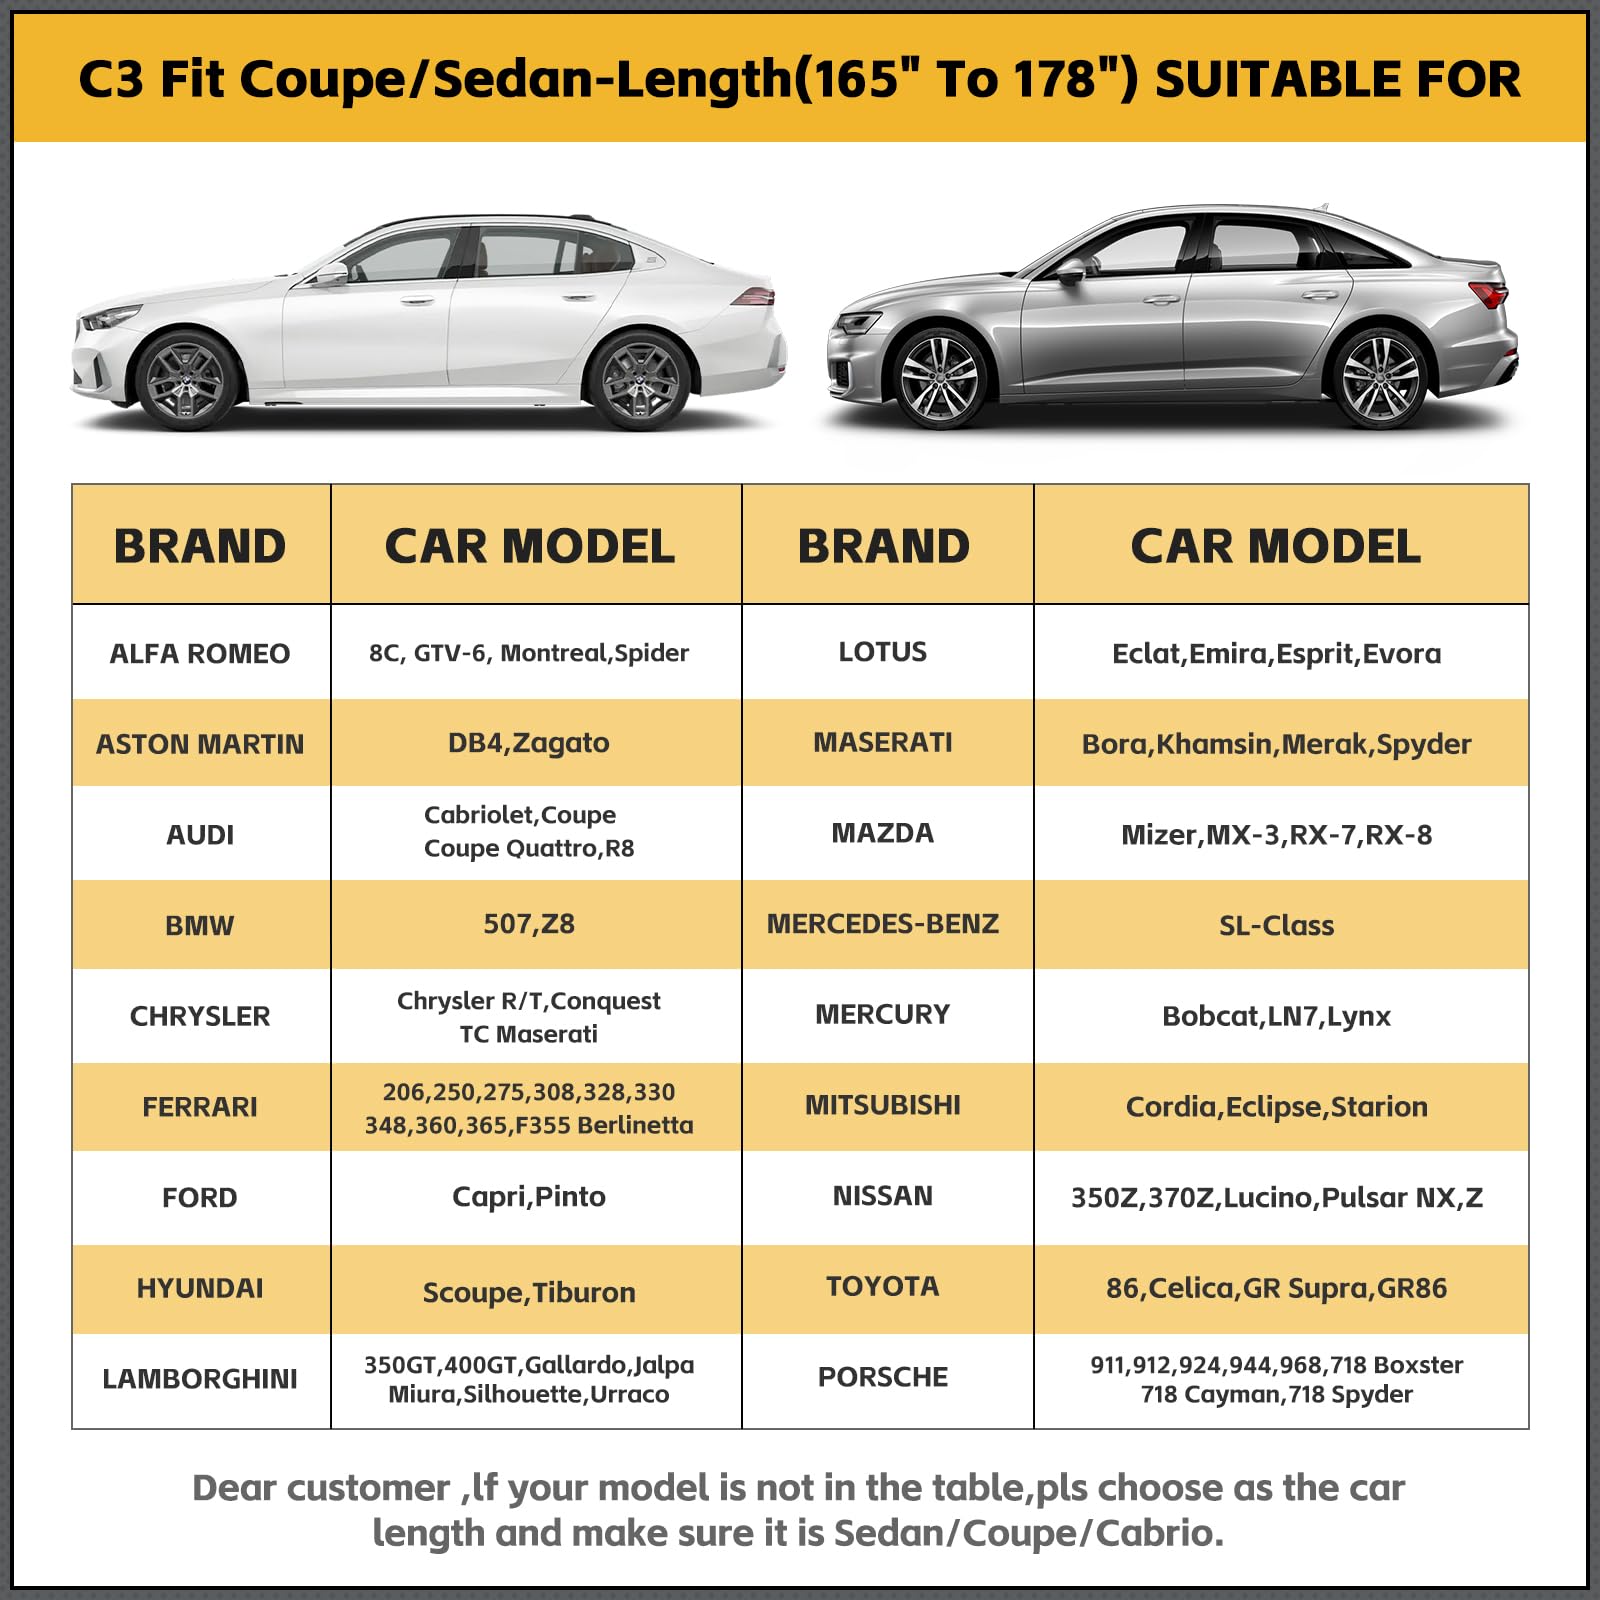 C3 Fit Coupe/Sedan-Length(165" To 178") SUITABLE FOR
BRAND CAR MODEL BRAND CAR MODEL
ALFA ROMEO 8C, GTV-6, Montreal,Spider LOTUS Eclat,Emira,Esprit,Evora
ASTON MARTIN DB4,Zagato MASERATI Bora,Khamsin,Merak,Spyder
AUDI Cabriolet,Coupe
Coupe Quattro,R8 MAZDA Mizer,MX-3,RX-7,RX-8
BMW 507,Z8 MERCEDES-BENZ SL-Class
CHRYSLER Chrysler R/T,Conquest
TC Maserati MERCURY Bobcat,LN7,Lynx
FERRARI 206,250,275,308,328,330
348,360,365,F355 Berlinetta MITSUBISHI Cordia,Eclipse,Starion
FORD Capri,Pinto NISSAN 350Z,370Z,Lucino,Pulsar NX,Z
HYUNDAI Scoupe,Tiburon TOYOTA 86,Celica,GR Supra,GR86
LAMBORGHINI 350GT,400GT,Gallardo,Jalpa
Miura,Silhouette,Urraco PORSCHE 911,912,924,944,968,718 Boxster
718 Cayman,718 Spyder
Dear customer ,lf your model is not in the table,pls choose as the car
length and make sure it is Sedan/Coupe/Cabrio.